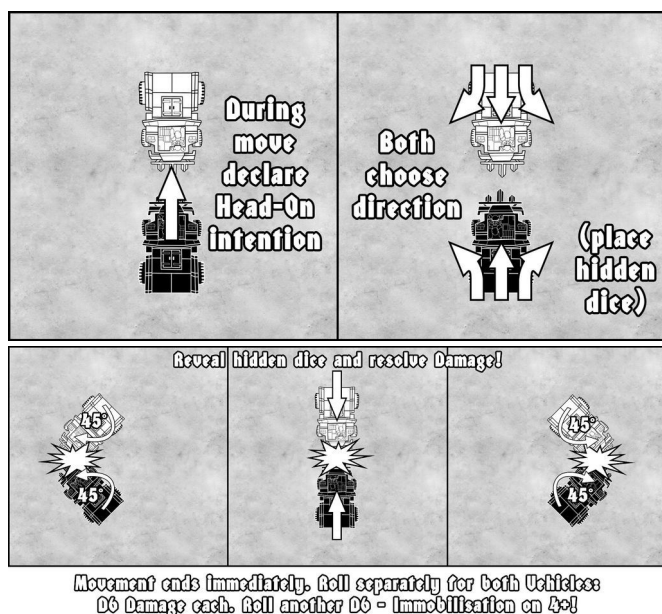 During
move
declare
Head-On
intention
Both
choose
direction
(place
hidden
dice)
Reveal hidden dice and resolve Damage!
45°
45°
45°
45°
Movement ends immediately. Roll separately for both Vehicles:
D6 Damage each. Roll another D6 - Immobilisation on 4+!